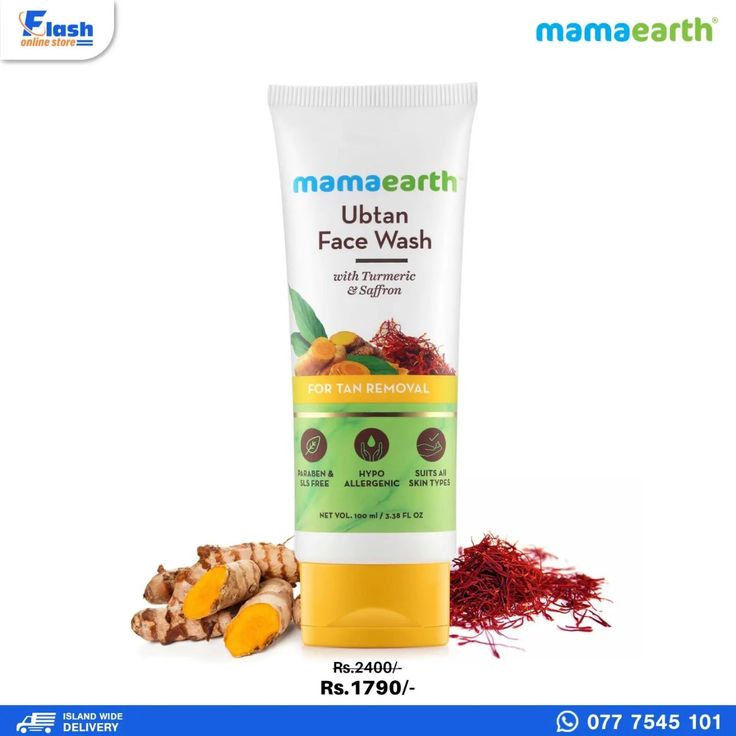 Flash
online store
mamaearth®
mamaearth™
Ubtan
Face Wash
with Turmeric
& Saffron
FOR TAN REMOVAL
PARABEN &
SLS FREE
HYPO
ALLERGENIC
SUITS All
SKIN TYPES
NET VOL. 100 ml / 3.38 FL OZ
Rs.2400/-
Rs.1790/-
ISLAND WIDE
DELIVERY
077 7545 101